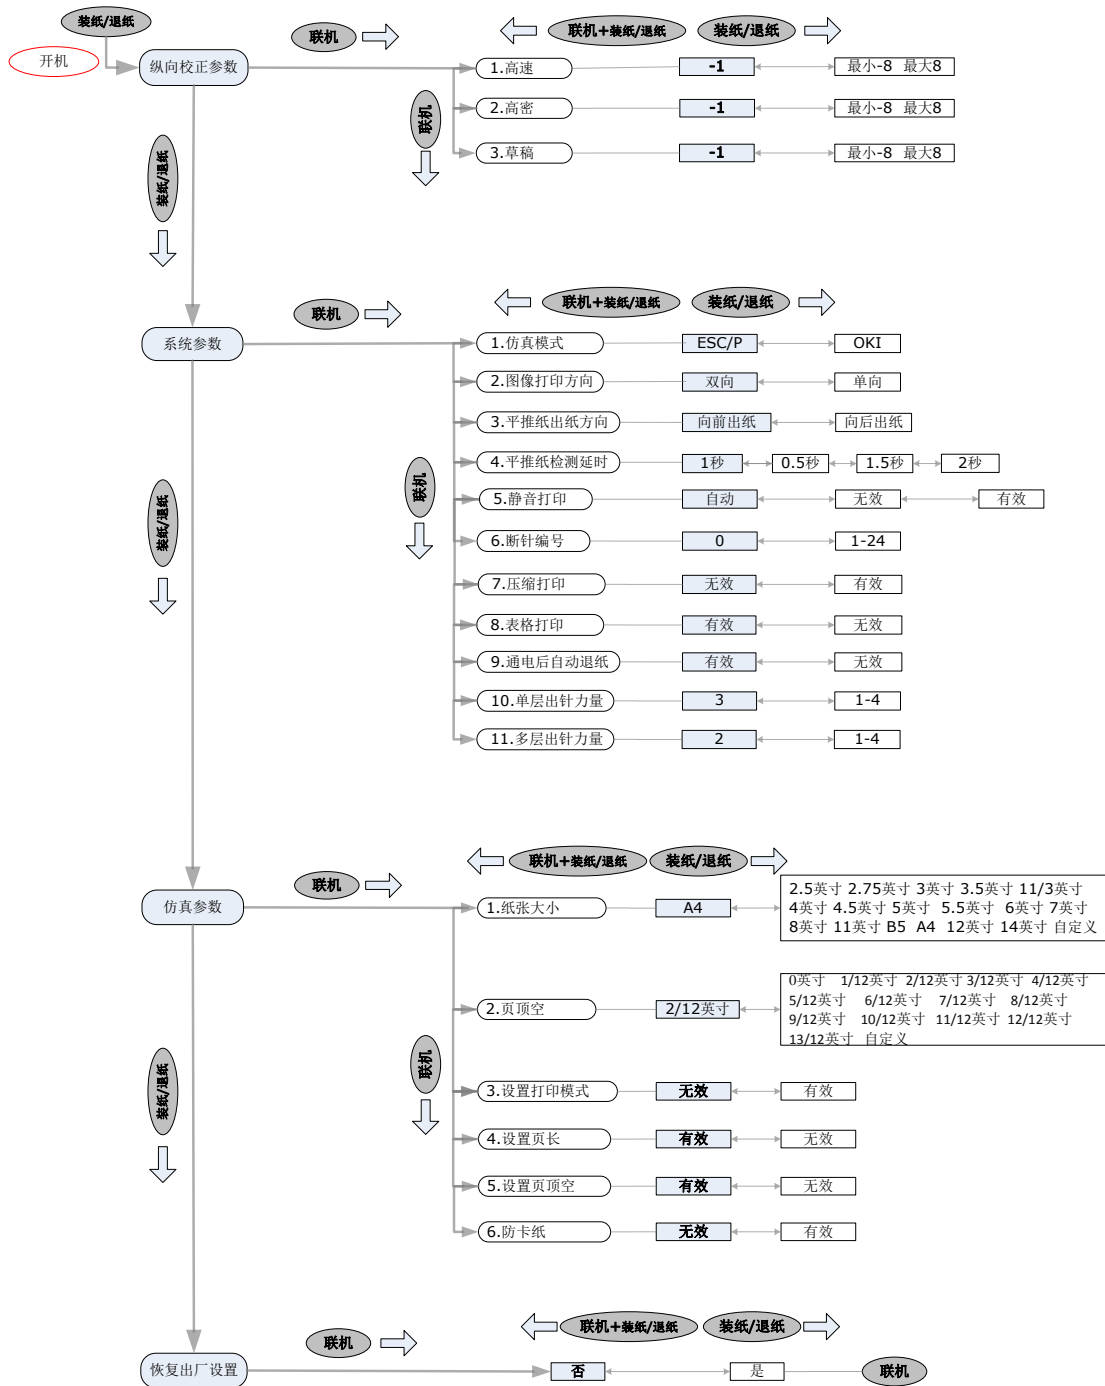 装纸/退纸
开机
联机
联机+装纸/退纸 装纸/退纸
纵向校正参数
1.高速 -1 最小-8 最大8
联机
2.高密 -1 最小-8 最大8
3.草稿 -1 最小-8 最大8
装纸/退纸
联机
联机+装纸/退纸 装纸/退纸
系统参数
1.仿真模式 ESC/P OKI
2.图像打印方向 双向 单向
3.平推纸出纸方向 向前出纸 向后出纸
4.平推纸检测延时 1秒 0.5秒 1.5秒 2秒
联机
5.静音打印 自动 无效 有效
装纸/退纸
6.断针编号 0 1-24
7.压缩打印 无效 有效
8.表格打印 有效 无效
9.通电后自动退纸 有效 无效
10.单层出针力量 3 1-4
11.多层出针力量 2 1-4
联机
联机+装纸/退纸 装纸/退纸
仿真参数
1.纸张大小 A4
2.5英寸 2.75英寸 3英寸 3.5英寸 11/3英寸
4英寸 4.5英寸 5英寸 5.5英寸 6英寸 7英寸
8英寸 11英寸 B5 A4 12英寸 14英寸 自定义
2.页顶空 2/12英寸
0英寸 1/12英寸 2/12英寸 3/12英寸 4/12英寸
5/12英寸 6/12英寸 7/12英寸 8/12英寸
9/12英寸 10/12英寸 11/12英寸 12/12英寸
13/12英寸 自定义
联机
装纸/退纸
3.设置打印模式 无效 有效
4.设置页长 有效 无效
5.设置页顶空 有效 无效
6.防卡纸 无效 有效
联机
联机+装纸/退纸 装纸/退纸
恢复出厂设置
否 是 联机